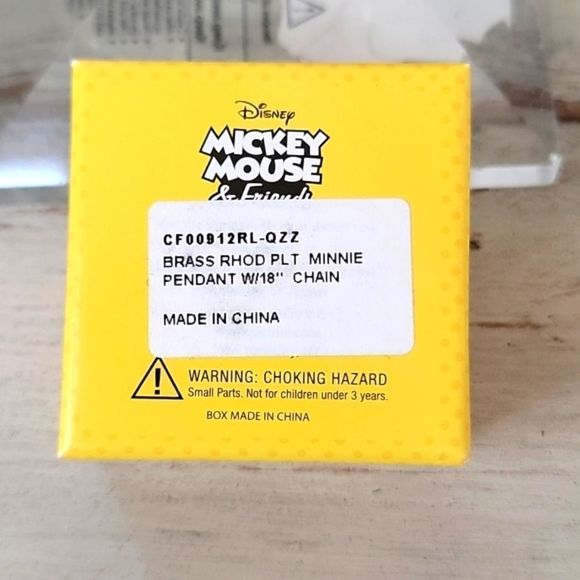 Disney
MICKEY
MOUSE
& Friends
CF00912RL-QZZ
BRASS RHOD PLT MINNIE
PENDANT W/18" CHAIN
MADE IN CHINA
WARNING: CHOKING HAZARD
Small Parts. Not for children under 3 years.
BOX MADE IN CHINA